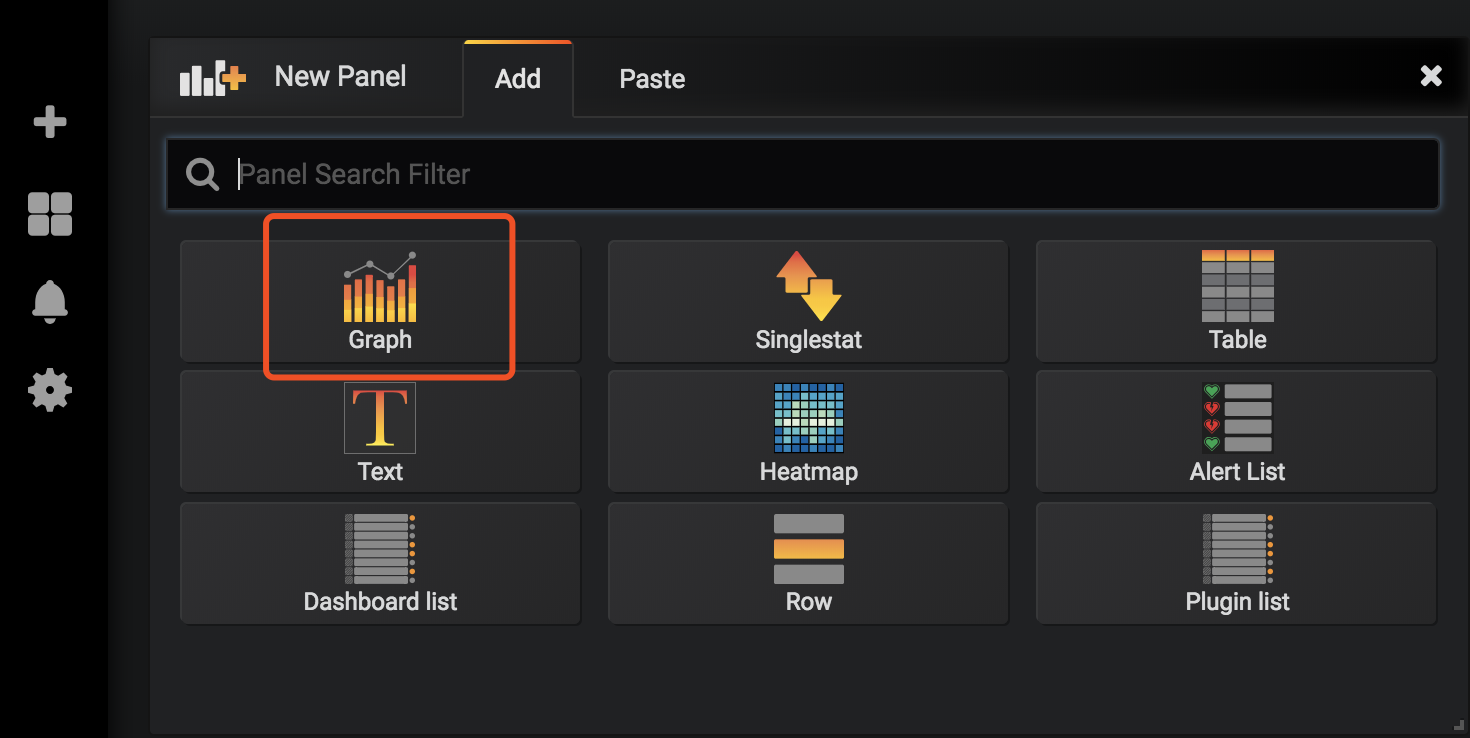 New Panel
Add
Paste
Panel Search Filter
Graph
Singlestat
Table
T
Text
Heatmap
Alert List
Dashboard list
Row
Plugin list